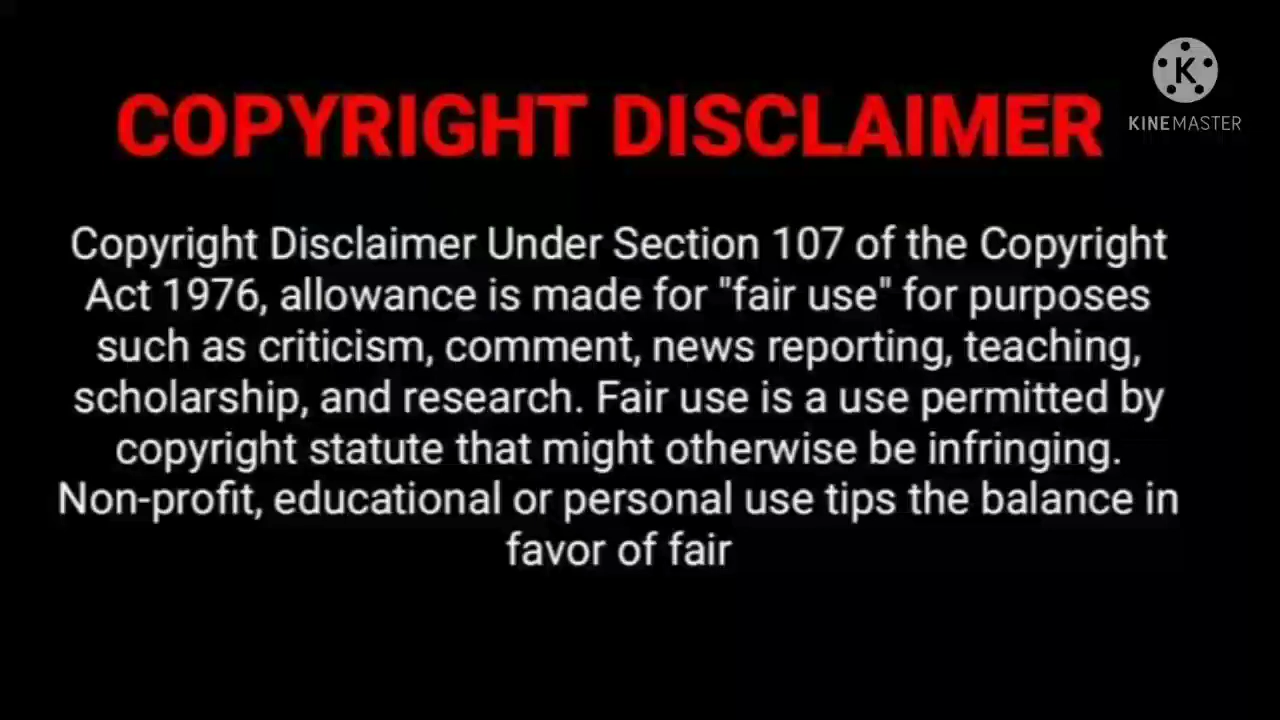 COPYRIGHT DISCLAIMER
K
KINEMASTER
Copyright Disclaimer Under Section 107 of the Copyright
Act 1976, allowance is made for "fair use" for purposes
such as criticism, comment, news reporting, teaching,
scholarship, and research. Fair use is a use permitted by
copyright statute that might otherwise be infringing.
Non-profit, educational or personal use tips the balance in
favor of fair